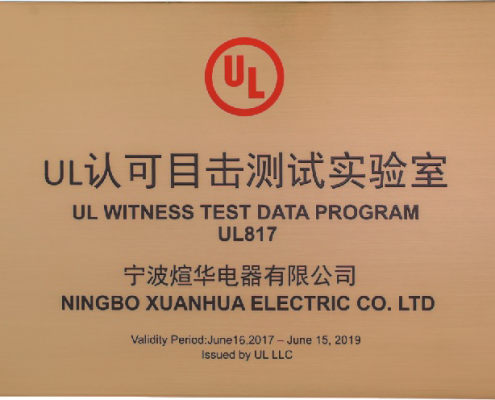 UL
UL认可目击测试实验室
UL WITNESS TEST DATA PROGRAM
UL817
宁波煊华电器有限公司
NINGBO XUANHUA ELECTRIC CO. LTD
Validity Period:June16,2017 – June 15, 2019
Issued by UL LLC